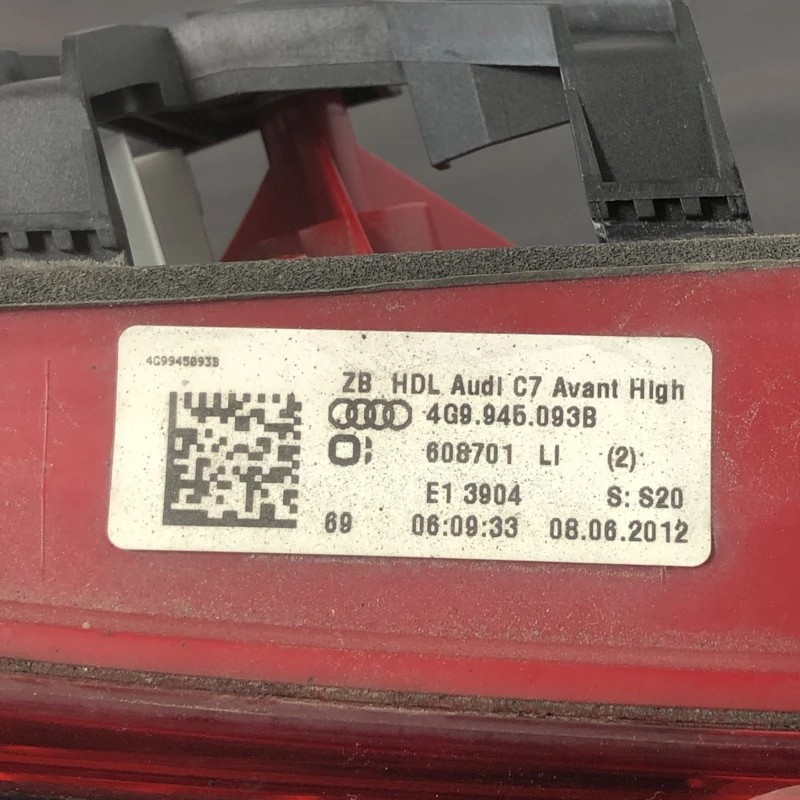 4G9945093B
ZB HDL Audi C7 Avant High
4G9.945.093B
608701 LI (2)
E1 3904 S: S20
69 06:09:33 08.06.2012